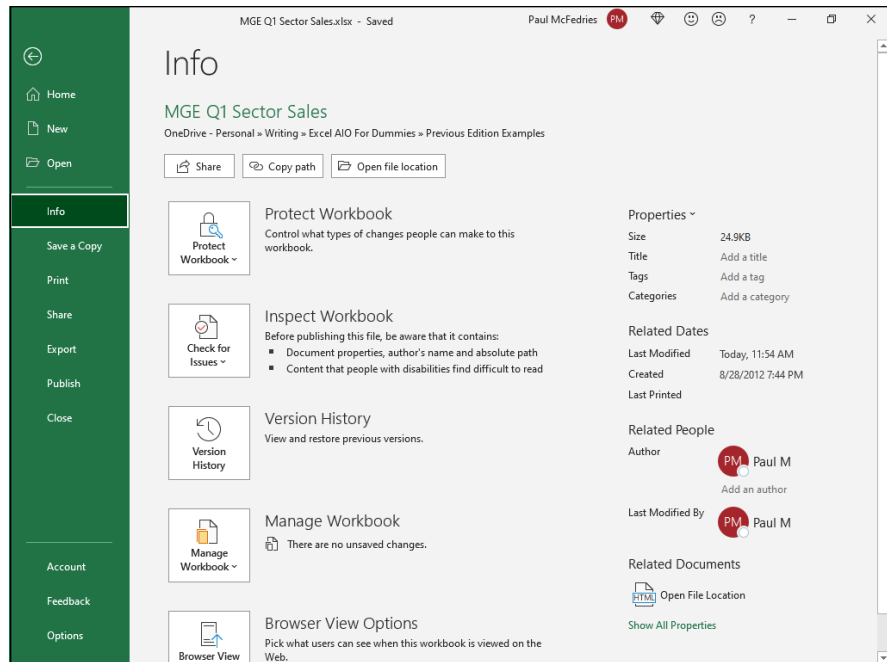 MGE Q1 Sector Sales.xlsx - Saved
Paul McFedries
PM
?
Info
Home
New
Open
Info
Save a Copy
Print
Share
Export
Publish
Close
Account
Feedback
Options
MGE Q1 Sector Sales
OneDrive - Personal » Writing » Excel AIO For Dummies » Previous Edition Examples
Share
Copy path
Open file location
Protect
Workbook
Protect Workbook
Control what types of changes people can make to this
workbook.
Check for
Issues
Inspect Workbook
Before publishing this file, be aware that it contains:
Document properties, author's name and absolute path
Content that people with disabilities find difficult to read
Version
History
Version History
View and restore previous versions.
Manage
Workbook
Manage Workbook
There are no unsaved changes.
Browser View
Browser View Options
Pick what users can see when this workbook is viewed on the
Web.
Properties
Size 24.9KB
Title Add a title
Tags Add a tag
Categories Add a category
Related Dates
Last Modified Today, 11:54 AM
Created 8/28/2012 7:44 PM
Last Printed
Related People
Author PM Paul M
Add an author
Last Modified By PM Paul M
Related Documents
HTML Open File Location
Show All Properties